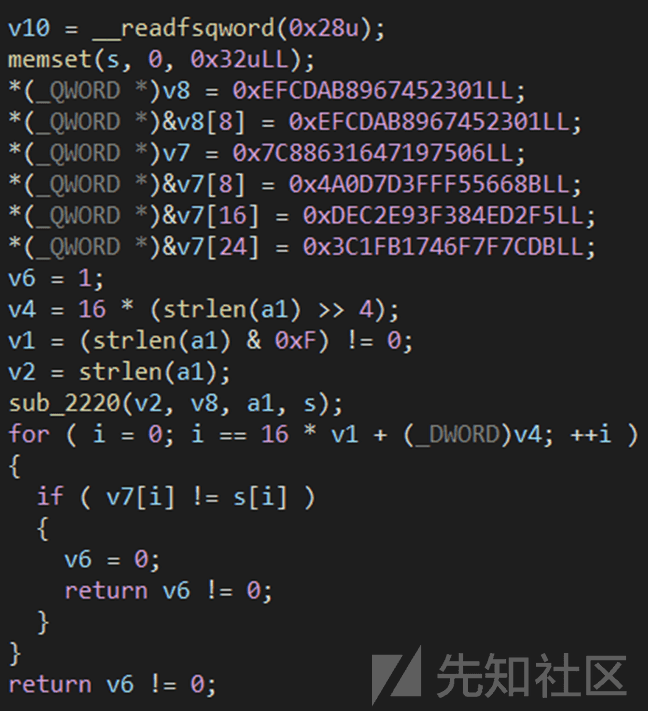 v10 = __readfsqword(0x28u);
memset(s, 0, 0x32uLL);
*(_QWORD *)v8 = 0xEFCDAB8967452301LL;
*(_QWORD *)&v8[8] = 0xEFCDAB8967452301LL;
*(_QWORD *)v7 = 0x7C88631647197506LL;
*(_QWORD *)&v7[8] = 0x4A0D7D3FFF55668BLL;
*(_QWORD *)&v7[16] = 0xDEC2E93F384ED2F5LL;
*(_QWORD *)&v7[24] = 0x3C1FB1746F7F7CDBLL;
v6 = 1;
v4 = 16 * (strlen(a1) >> 4);
v1 = (strlen(a1) & 0xF) != 0;
v2 = strlen(a1);
sub_2220(v2, v8, a1, s);
for ( i = 0; i == 16 * v1 + (_DWORD)v4; ++i )
{
if ( v7[i] != s[i] )
{
v6 = 0;
return v6 != 0;
}
}
return v6 != 0;
先知社区